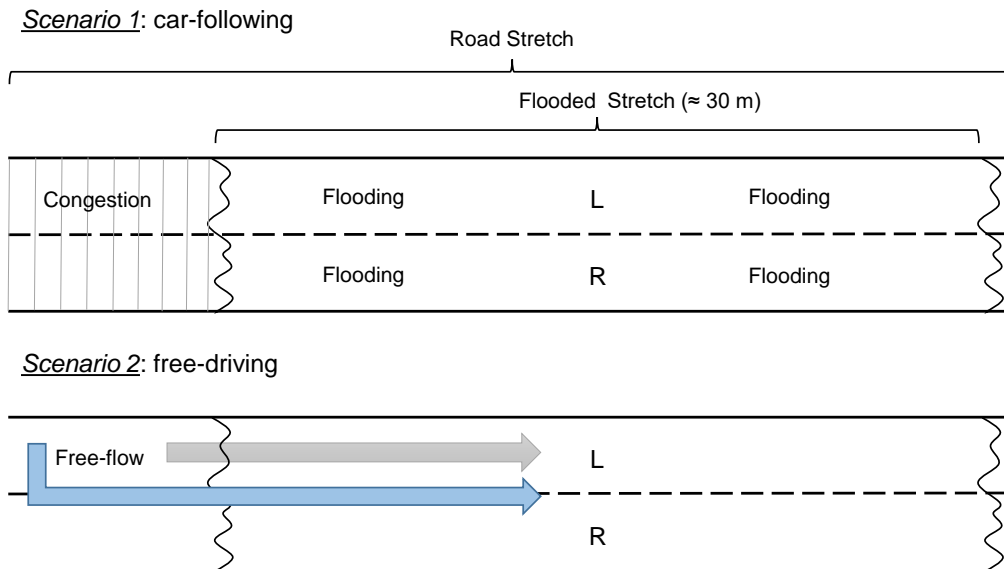 Scenario 1: car-following
Road Stretch
Flooded Stretch (≈ 30 m)
Congestion
Flooding
L
Flooding
Flooding
R
Flooding
Scenario 2: free-driving
Free-flow
L
R